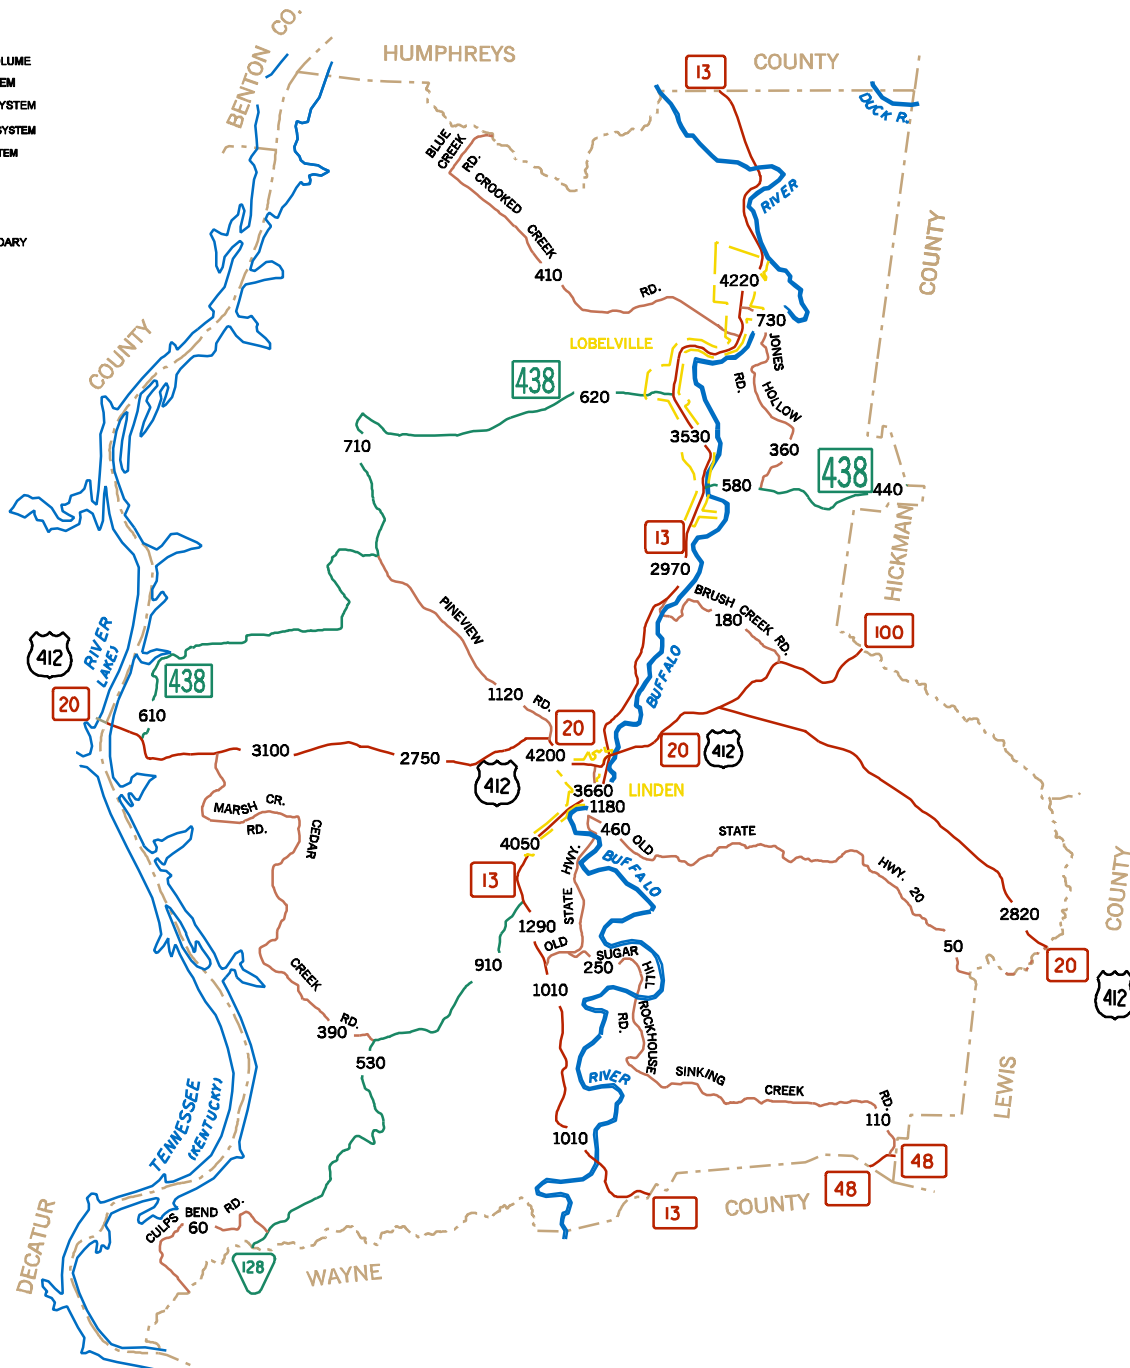 OLUME
EM
SYSTEM
SYSTEM
TEM
DARY
BENTON CO.
HUMPHREYS
COUNTY
13
DUCK R.
BLUE
CREEK
RD.
CROOKED
CREEK
410
RD.
RIVER
COUNTY
4220
730
LOBELVILLE
JONES
HOLLOW
RD.
COUNTY
438
620
710
3530
360
580
438
440
HICKMAN
13
2970
BRUSH CREEK RD.
180
100
PINEVIEW
RD.
1120
BUFFALO
412
RIVER
LAKE)
20
438
610
3100
2750
4200
20
412
20
412
3660
1180
LINDEN
460
OLD
STATE
HWY. 20
MARSH CR.
RD.
CEDAR
CREEK
RD.
390
4050
13
STATE
HWY.
OLD
BUFFALO
1290
910
SUGAR
HILL
RD.
250
1010
ROCKHOUSE
50
2820
20
412
COUNTY
530
RIVER
SINKING
CREEK
RD.
110
LEWIS
1010
48
48
13
COUNTY
TENNESSEE
(KENTUCKY)
CULPS
BEND
RD.
60
128
WAYNE
DECATUR